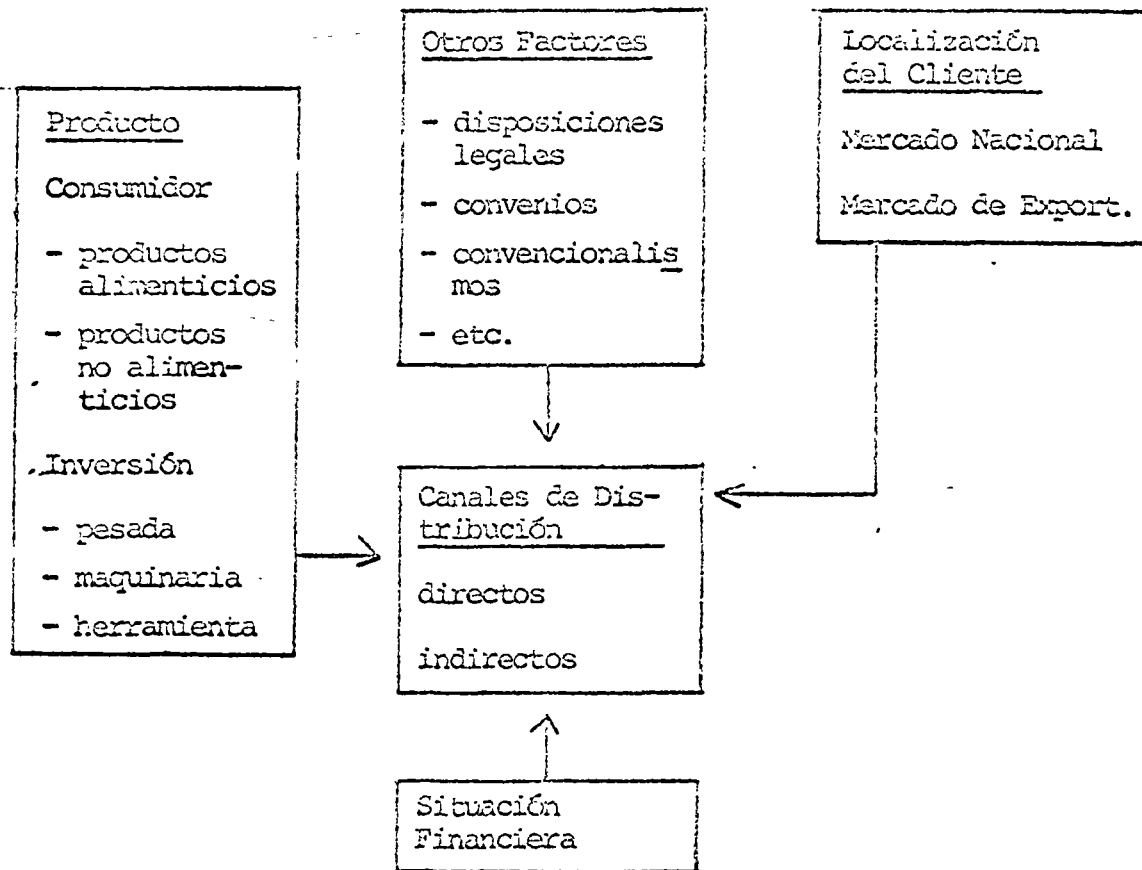 Otros Factores
- disposiciones
legales
- convenios
- convencionalis
mos
- etc.
Localización
del Cliente
Mercado Nacional
Mercado de Export.
Producto
Consumidor
- productos
alimenticios
- productos
no alimen-
ticios
Inversión
- pesada
- maquinaria
- herramienta
Canales de Dis-
tribución
directos
indirectos
Situación
Financiera